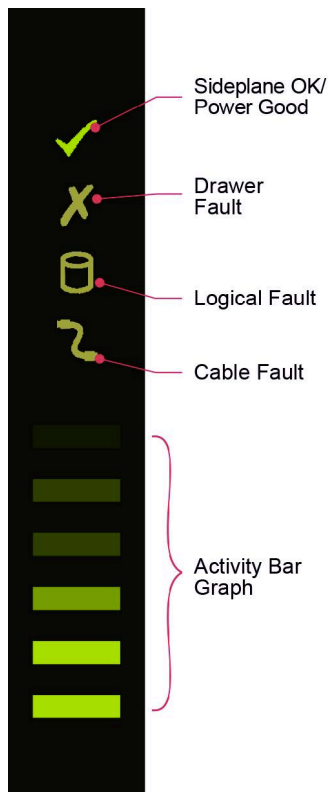 Sideplane OK/
Power Good
Drawer
Fault
Logical Fault
Cable Fault
Activity Bar
Graph